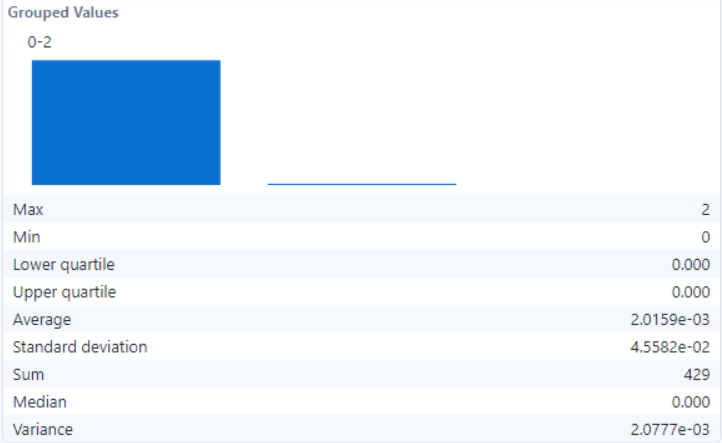 Grouped Values
0-2
Max 2
Min 0
Lower quartile 0.000
Upper quartile 0.000
Average 2.0159e-03
Standard deviation 4.5582e-02
Sum 429
Median 0.000
Variance 2.0777e-03